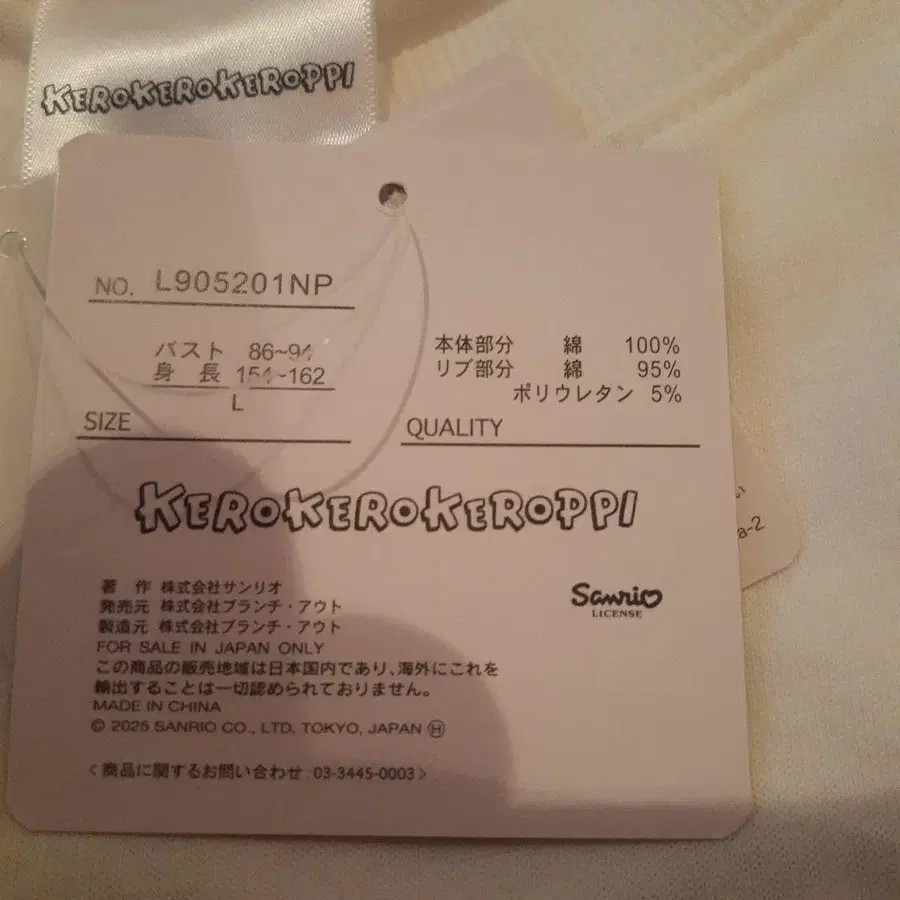 KEROKEROKEROPPI
NO. L905201NP
バスト 86~94
身 長 154~162
L
SIZE
本体部分 綿 100%
リブ部分 綿 95%
ポリウレタン 5%
QUALITY
KEROKEROKEROPPI
著 作 株式会社サンリオ
発売元 株式会社ブランチ・アウト
製造元 株式会社ブランチ・アウト
Sanrio
LICENSE
FOR SALE IN JAPAN ONLY
この商品の販売地域は日本国内であり、海外にこれを
輸出することは一切認められておりません。
MADE IN CHINA
© 2025 SANRIO CO., LTD. TOKYO, JAPAN Ⓗ
<商品に関するお問い合わせ:03-3445-0003>
い
a-2